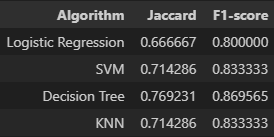 Algorithm Jaccard F1-score
Logistic Regression 0.666667 0.800000
SVM 0.714286 0.833333
Decision Tree 0.769231 0.869565
KNN 0.714286 0.833333